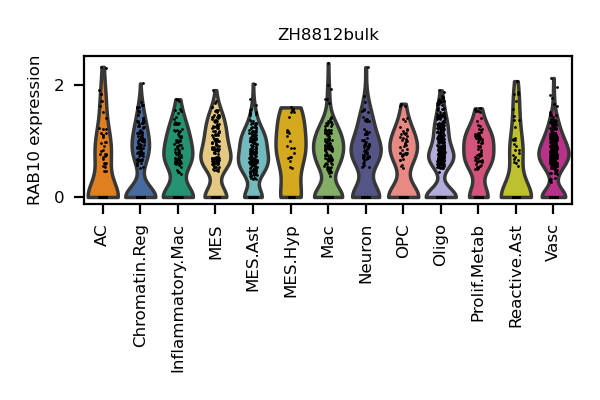 ZH8812bulk
RAB10 expression
2
0
AC
Chromatin.Reg
Inflammatory.Mac
MES
MES.Ast
MES.Hyp
Mac
Neuron
OPC
Oligo
Prolif.Metab
Reactive.Ast
Vasc